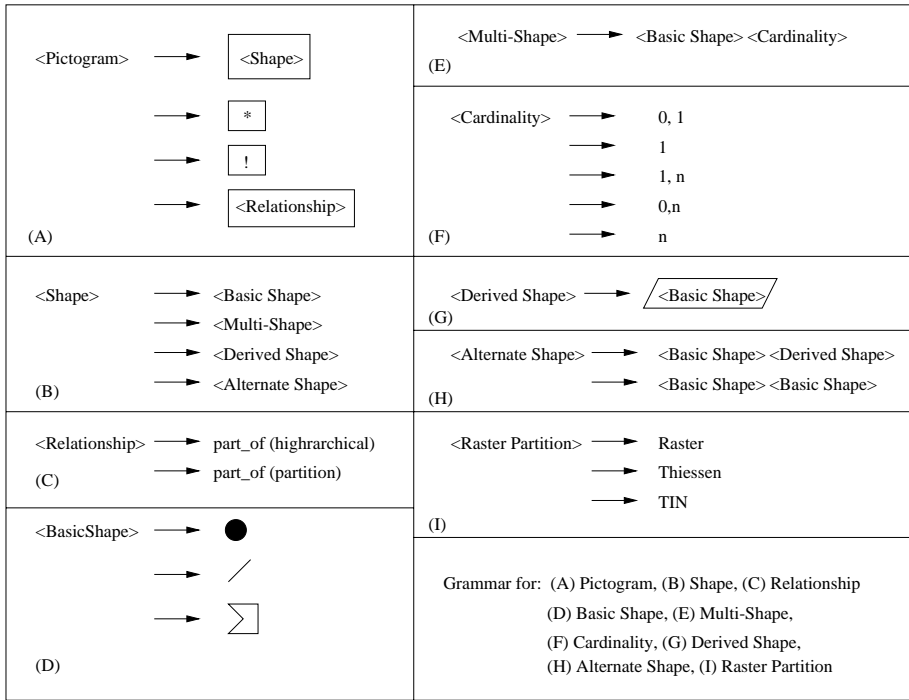 <Pictogram> <Shape>
*
!
<Relationship>
(A)
<Shape> <Basic Shape>
<Multi-Shape>
<Derived Shape>
<Alternate Shape>
(B)
<Relationship> part_of (highrarchical)
part_of (partition)
(C)
<BasicShape>
(D)
<Multi-Shape> <Basic Shape> <Cardinality>
(E)
<Cardinality> 0, 1
1
1, n
0,n
n
(F)
<Derived Shape> <Basic Shape>
(G)
<Alternate Shape> <Basic Shape> <Derived Shape>
<Basic Shape> <Basic Shape>
(H)
<Raster Partition> Raster
Thiessen
TIN
(I)
Grammar for: (A) Pictogram, (B) Shape, (C) Relationship
(D) Basic Shape, (E) Multi-Shape,
(F) Cardinality, (G) Derived Shape,
(H) Alternate Shape, (I) Raster Partition